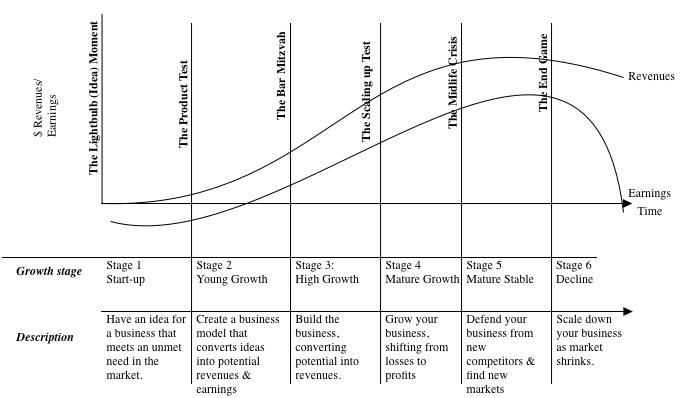 $ Revenues/
Earnings
The Lightbulb (Idea) Moment
The Product Test
The Bar Mitzvah
The Scaling up Test
The Midlife Crisis
The End Game
Revenues
Earnings
Time
Growth stage
Stage 1
Start-up
Stage 2
Young Growth
Stage 3:
High Growth
Stage 4
Mature Growth
Stage 5
Mature Stable
Stage 6
Decline
Description
Have an idea for
a business that
meets an unmet
need in the
market.
Create a business
model that
converts ideas
into potential
revenues &
earnings
Build the
business,
converting
potential into
revenues.
Grow your
business,
shifting from
losses to
profits
Defend your
business from
new
competitors &
find new
markets
Scale down
your business
as market
shrinks.